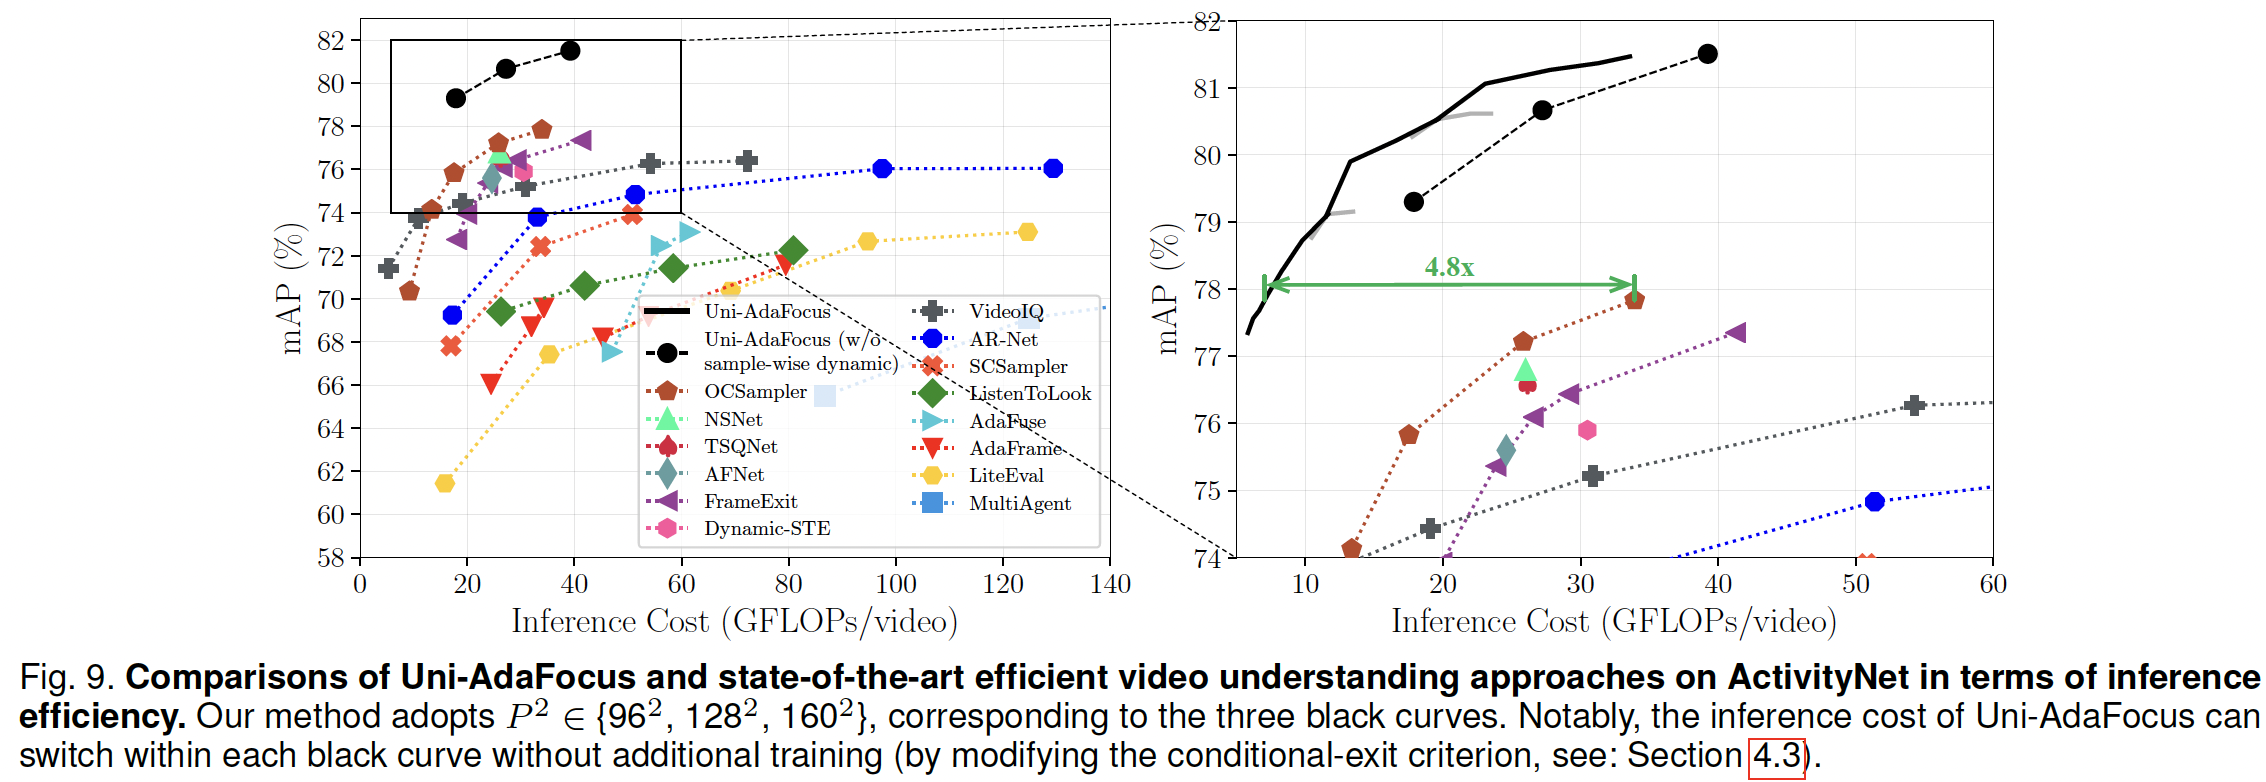 82
80
78
76
74
72
70
68
66
64
62
60
58
mAP (%)
0 20 40 60 80 100 120 140
Inference Cost (GFLOPs/video)
Uni-AdaFocus
Uni-AdaFocus (w/o
sample-wise dynamic)
OCSampler
NSNet
TSQNet
AFNet
FrameExit
Dynamic-STE
VideoIQ
AR-Net
SCSampler
ListenToLook
AdaFuse
AdaFrame
LiteEval
MultiAgent
82
81
80
79
78
77
76
75
74
mAP (%)
4.8x
10 20 30 40 50 60
Inference Cost (GFLOPs/video)
Fig. 9. Comparisons of Uni-AdaFocus and state-of-the-art efficient video understanding approaches on ActivityNet in terms of inference
efficiency. Our method adopts P² ∈ {96², 128², 160²}, corresponding to the three black curves. Notably, the inference cost of Uni-AdaFocus can
switch within each black curve without additional training (by modifying the conditional-exit criterion, see: Section 4.3).